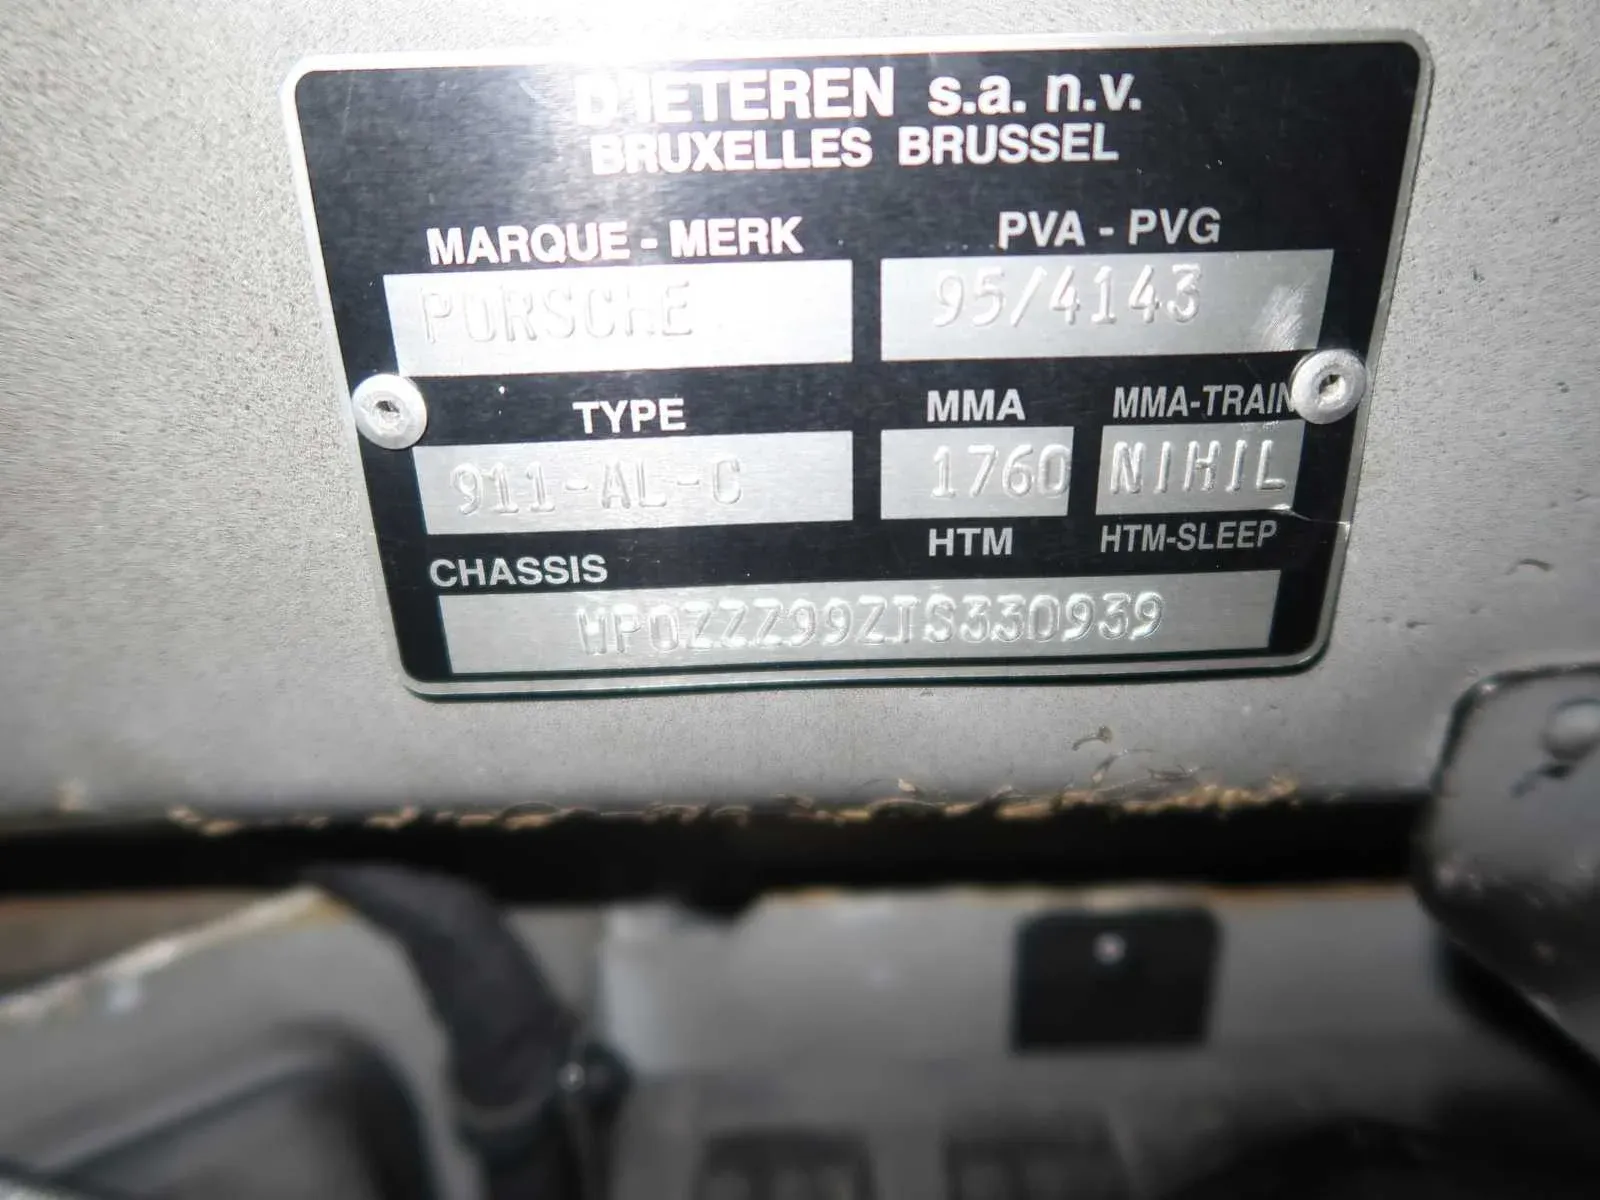 D'IETEREN s.a. n.v.
BRUXELLES BRUSSEL
MARQUE - MERK PVA - PVG
PORSCHE 95/4143
TYPE MMA MMA-TRAIN
911-AL-C 1760 NIHIL
HTM HTM-SLEEP
CHASSIS
WP0ZZZ99ZTS330939